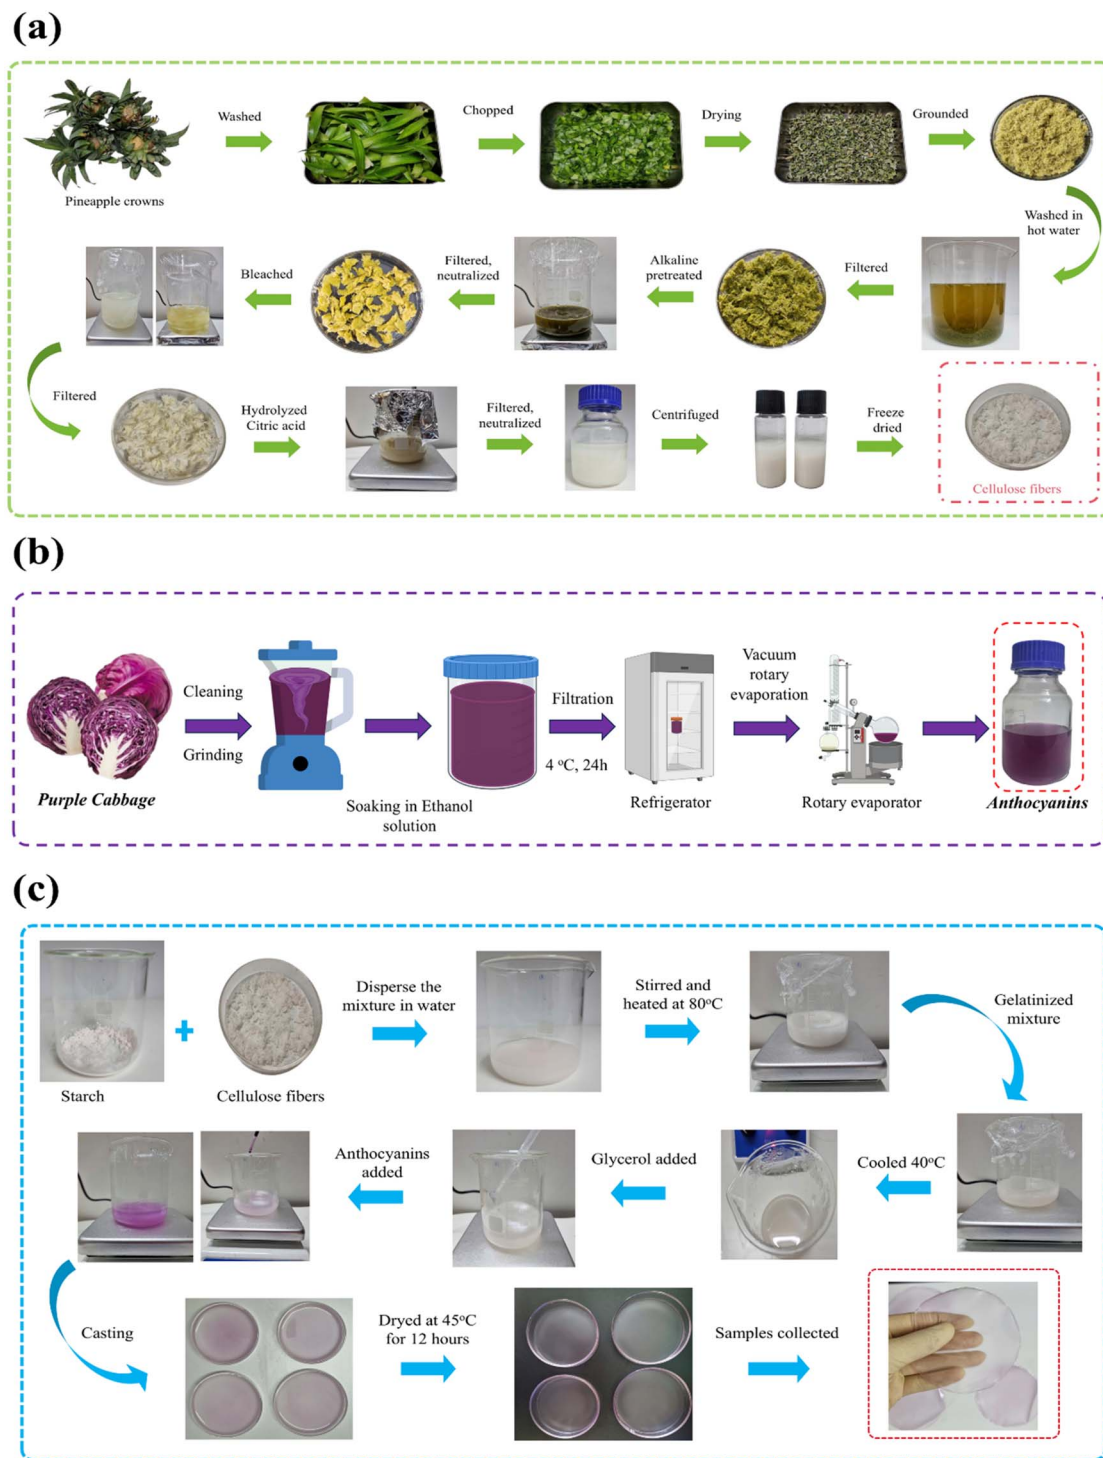 (a)
Washed
Chopped
Drying
Grounded
Pineapple crowns
Washed in
hot water
Filtered
Alkaline
pretreated
Filtered,
neutralized
Bleached
Filtered
Hydrolyzed
Citric acid
Filtered,
neutralized
Centrifuged
Freeze
dried
Cellulose fibers
(b)
Purple Cabbage
Cleaning
Grinding
Soaking in Ethanol
solution
Filtration
4 °C, 24h
Refrigerator
Vacuum
rotary
evaporation
Rotary evaporator
Anthocyanins
(c)
Starch
+
Cellulose fibers
Disperse the
mixture in water
Stirred and
heated at 80°C
Gelatinized
mixture
Cooled 40°C
Glycerol added
Anthocyanins
added
Casting
Dryed at 45°C
for 12 hours
Samples collected